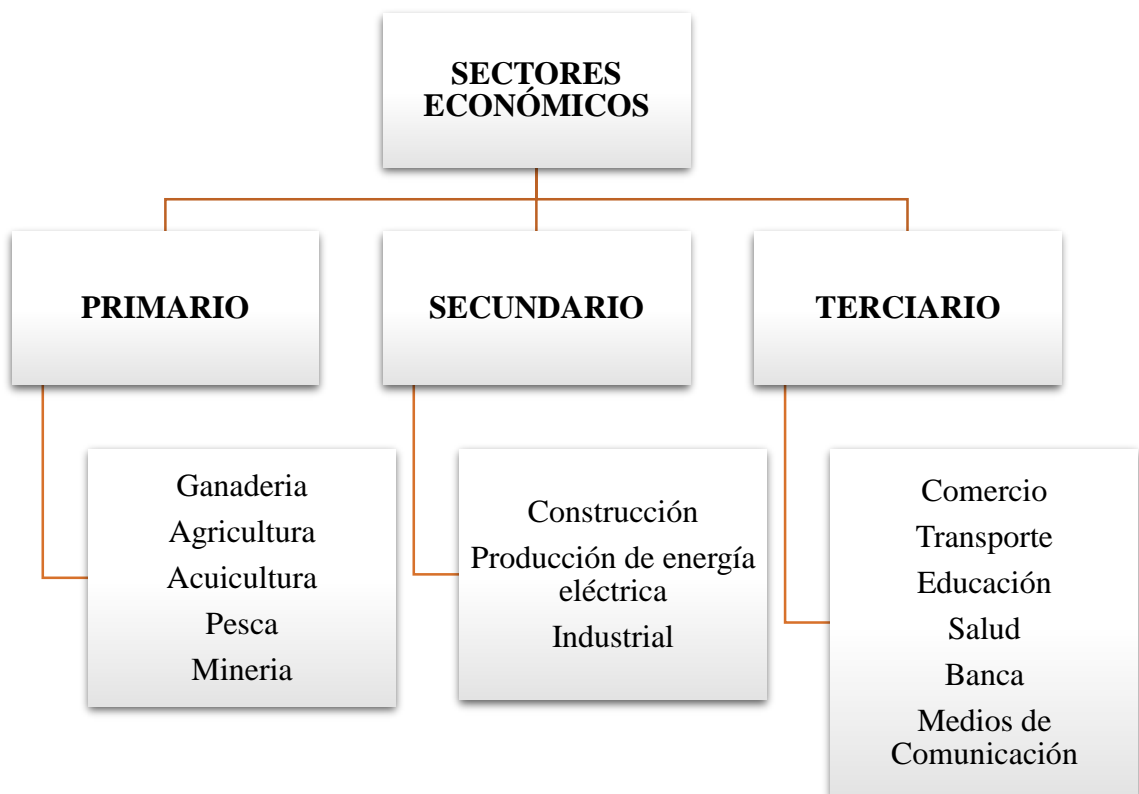 SECTORES
ECONÓMICOS
PRIMARIO
SECUNDARIO
TERCIARIO
Ganaderia
Agricultura
Acuicultura
Pesca
Mineria
Construcción
Producción de energía
eléctrica
Industrial
Comercio
Transporte
Educación
Salud
Banca
Medios de
Comunicación